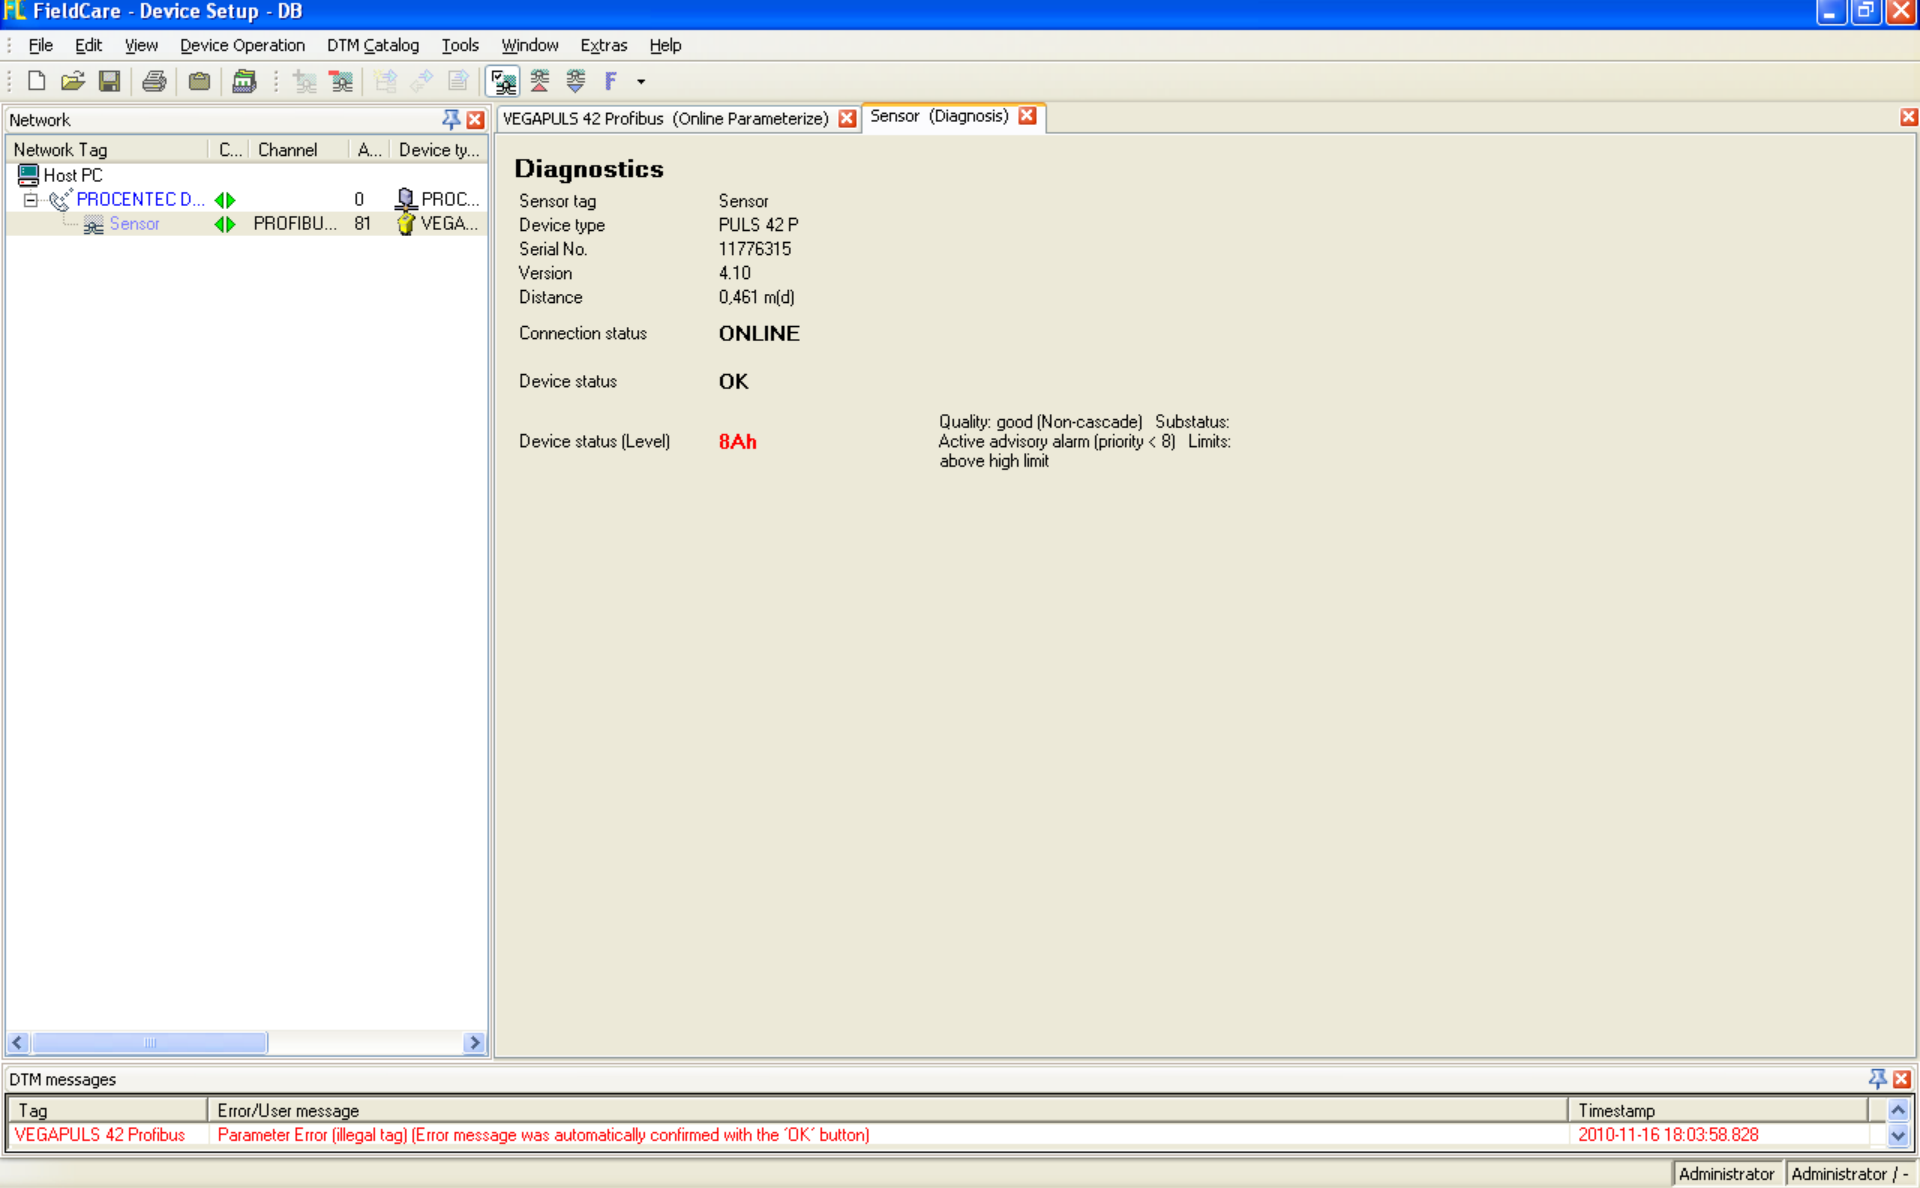 FieldCare - Device Setup - DB
File Edit View Device Operation DTM Catalog Tools Window Extras Help
F
Network
VEGAPULS 42 Profibus (Online Parameterize) Sensor (Diagnosis)
Network Tag C... Channel A... Device ty...
Host PC
PROCENTEC D... 0 PROC...
Sensor PROFIBU... 81 VEGA...
Diagnostics
Sensor tag Sensor
Device type PULS 42 P
Serial No. 11776315
Version 4.10
Distance 0,461 m(d)
Connection status ONLINE
Device status OK
Device status (Level) 8Ah
Quality: good (Non-cascade) Substatus:
Active advisory alarm (priority < 8) Limits:
above high limit
DTM messages
Tag Error/User message Timestamp
VEGAPULS 42 Profibus Parameter Error (illegal tag) (Error message was automatically confirmed with the ´OK´ button) 2010-11-16 18:03:58.828
Administrator Administrator / -